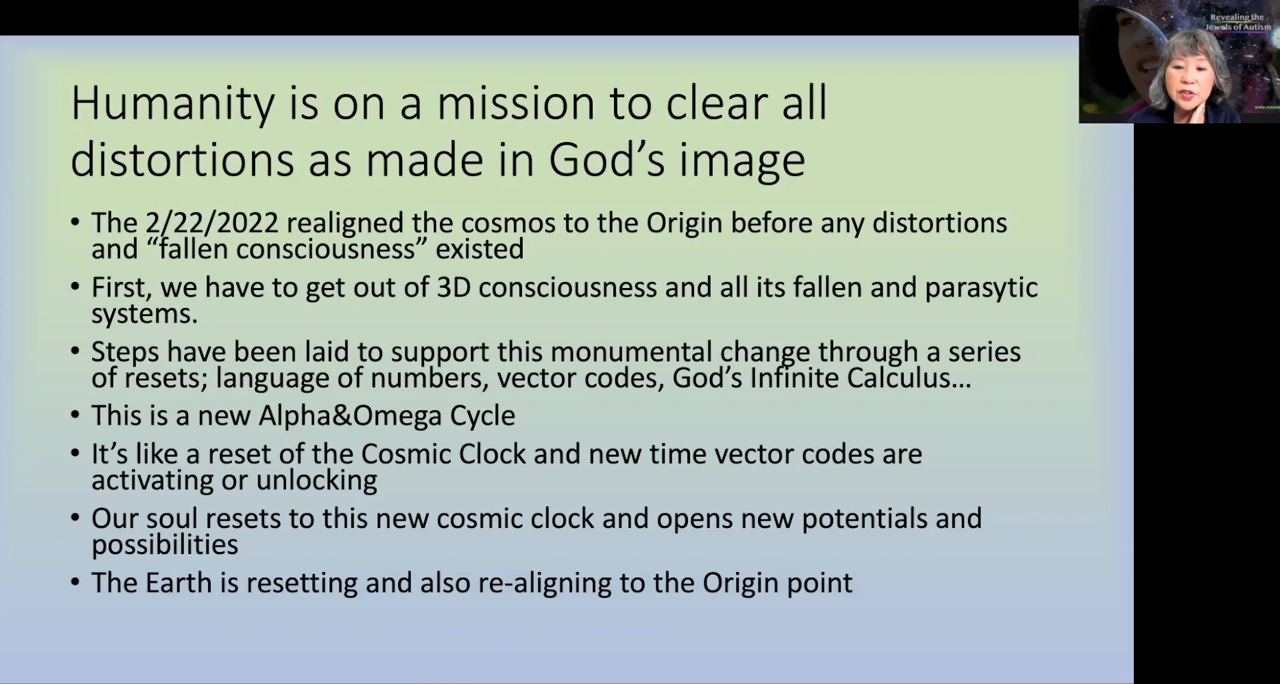 Humanity is on a mission to clear all
distortions as made in God’s image
• The 2/22/2022 realigned the cosmos to the Origin before any distortions
and “fallen consciousness” existed
• First, we have to get out of 3D consciousness and all its fallen and parasytic
systems.
• Steps have been laid to support this monumental change through a series
of resets; language of numbers, vector codes, God’s Infinite Calculus…
• This is a new Alpha&Omega Cycle
• It’s like a reset of the Cosmic Clock and new time vector codes are
activating or unlocking
• Our soul resets to this new cosmic clock and opens new potentials and
possibilities
• The Earth is resetting and also re-aligning to the Origin point
Revealing the
Jewels of Autism